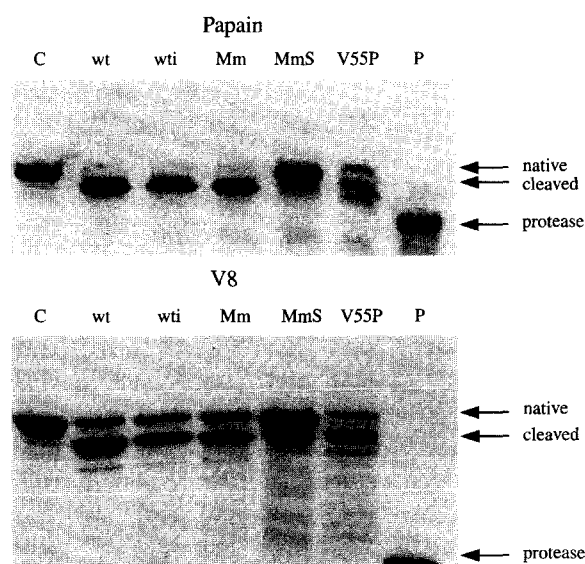 Papain
C wt wti Mm MmS V55P P
native
cleaved
protease
V8
C wt wti Mm MmS V55P P
native
cleaved
protease